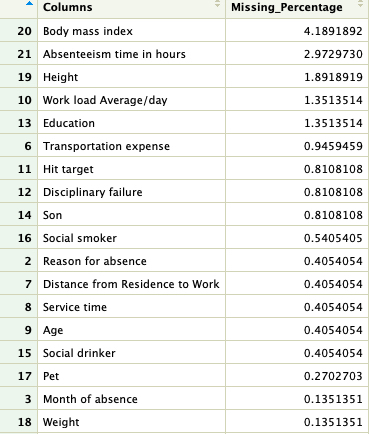 Columns Missing_Percentage
20 Body mass index 4.1891892
21 Absenteeism time in hours 2.9729730
19 Height 1.8918919
10 Work load Average/day 1.3513514
13 Education 1.3513514
6 Transportation expense 0.9459459
11 Hit target 0.8108108
12 Disciplinary failure 0.8108108
14 Son 0.8108108
16 Social smoker 0.5405405
2 Reason for absence 0.4054054
7 Distance from Residence to Work 0.4054054
8 Service time 0.4054054
9 Age 0.4054054
15 Social drinker 0.4054054
17 Pet 0.2702703
3 Month of absence 0.1351351
18 Weight 0.1351351